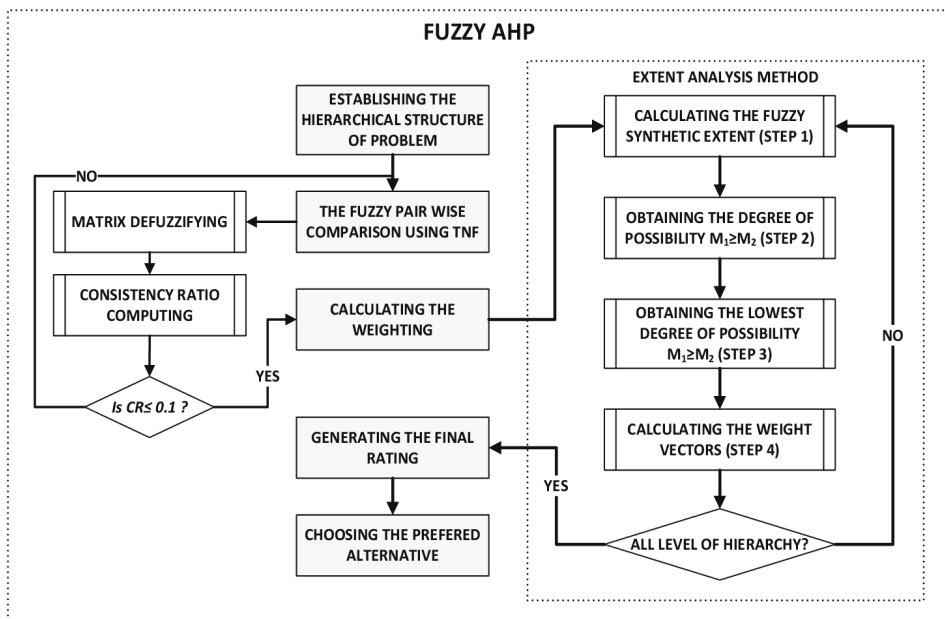 FUZZY AHP
ESTABLISHING THE
HIERARCHICAL STRUCTURE
OF PROBLEM
NO
THE FUZZY PAIR WISE
COMPARISON USING TNF
MATRIX DEFUZZIFYING
CONSISTENCY RATIO
COMPUTING
Is CR≤ 0.1 ?
YES
CALCULATING THE
WEIGHTING
EXTENT ANALYSIS METHOD
CALCULATING THE FUZZY
SYNTHETIC EXTENT (STEP 1)
OBTAINING THE DEGREE OF
POSSIBILITY M₁≥M₂ (STEP 2)
OBTAINING THE LOWEST
DEGREE OF POSSIBILITY
M₁≥M₂ (STEP 3)
CALCULATING THE WEIGHT
VECTORS (STEP 4)
ALL LEVEL OF HIERARCHY?
NO
YES
GENERATING THE FINAL
RATING
CHOOSING THE PREFERED
ALTERNATIVE